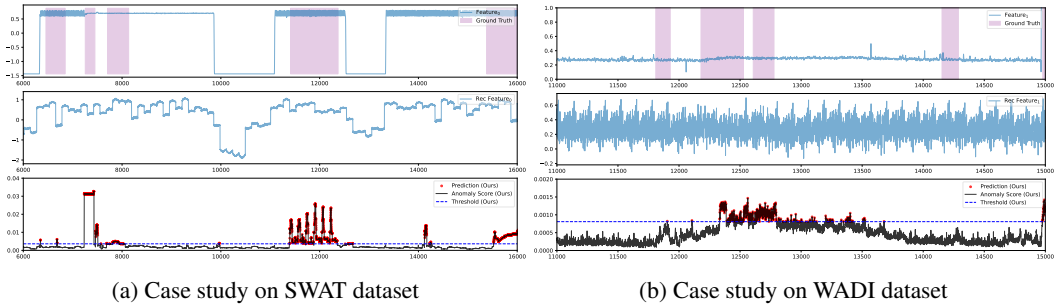 Feature₀
Ground Truth
0.5
0.0
−0.5
−1.0
−1.5
6000 8000 10000 12000 14000 16000
Rec Feature
1
0
−1
−2
6000 8000 10000 12000 14000 16000
0.04
0.03
0.02
0.01
0.00
Prediction (Ours)
Anomaly Score (Ours)
Threshold (Ours)
6000 8000 10000 12000 14000 16000
(a) Case study on SWAT dataset
1.0
0.8
0.6
0.4
0.2
0.0
Feature₁
Ground Truth
11000 11500 12000 12500 13000 13500 14000 14500 15000
Rec Feature₁
0.6
0.4
0.2
0.0
−0.2
11000 11500 12000 12500 13000 13500 14000 14500 15000
0.0020
0.0015
0.0010
0.0005
0.0000
Prediction (Ours)
Anomaly Score (Ours)
Threshold (Ours)
11000 11500 12000 12500 13000 13500 14000 14500 15000
(b) Case study on WADI dataset